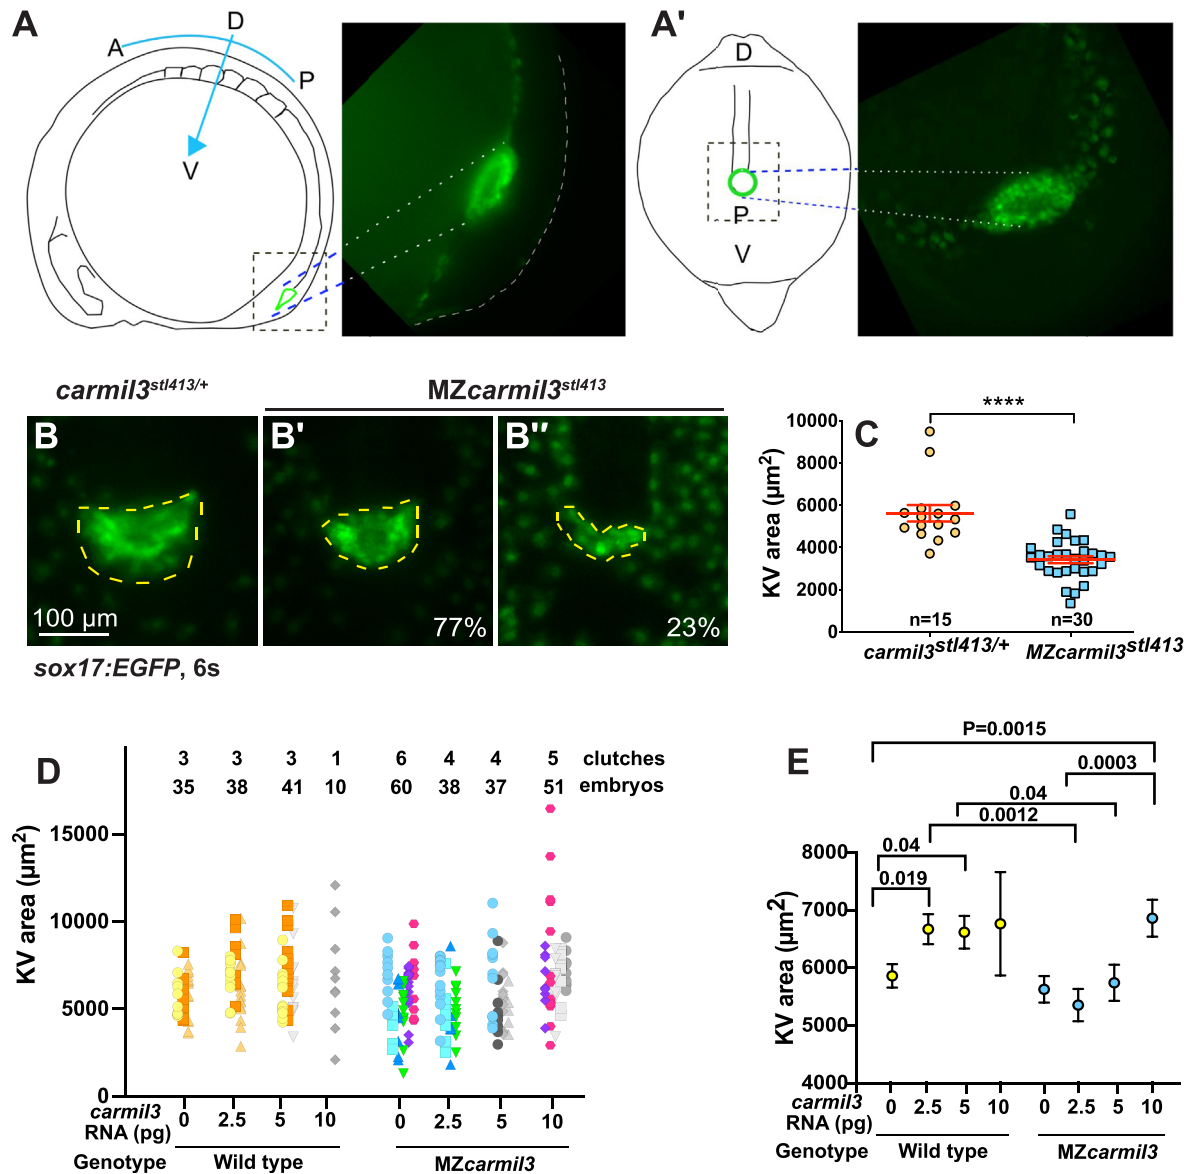 A
A
D
P
V
A'
D
P
V
carmil3stl413/+
MZcarmil3stl413
B
B'
B''
100 µm
77%
23%
sox17:EGFP, 6s
C
****
KV area (µm2)
10000
8000
6000
4000
2000
0
n=15
n=30
carmil3stl413/+
MZcarmil3stl413
D
3 3 3 1 6 4 4 5 clutches
35 38 41 10 60 38 37 51 embryos
KV area (µm2)
15000
10000
5000
0
carmil3
RNA (pg)
0 2.5 5 10 0 2.5 5 10
Genotype
Wild type
MZcarmil3
E
P=0.0015
0.0003
0.04
0.0012
0.04
0.019
KV area (µm2)
8000
7000
6000
5000
4000
carmil3
RNA (pg)
0 2.5 5 10 0 2.5 5 10
Genotype
Wild type
MZcarmil3